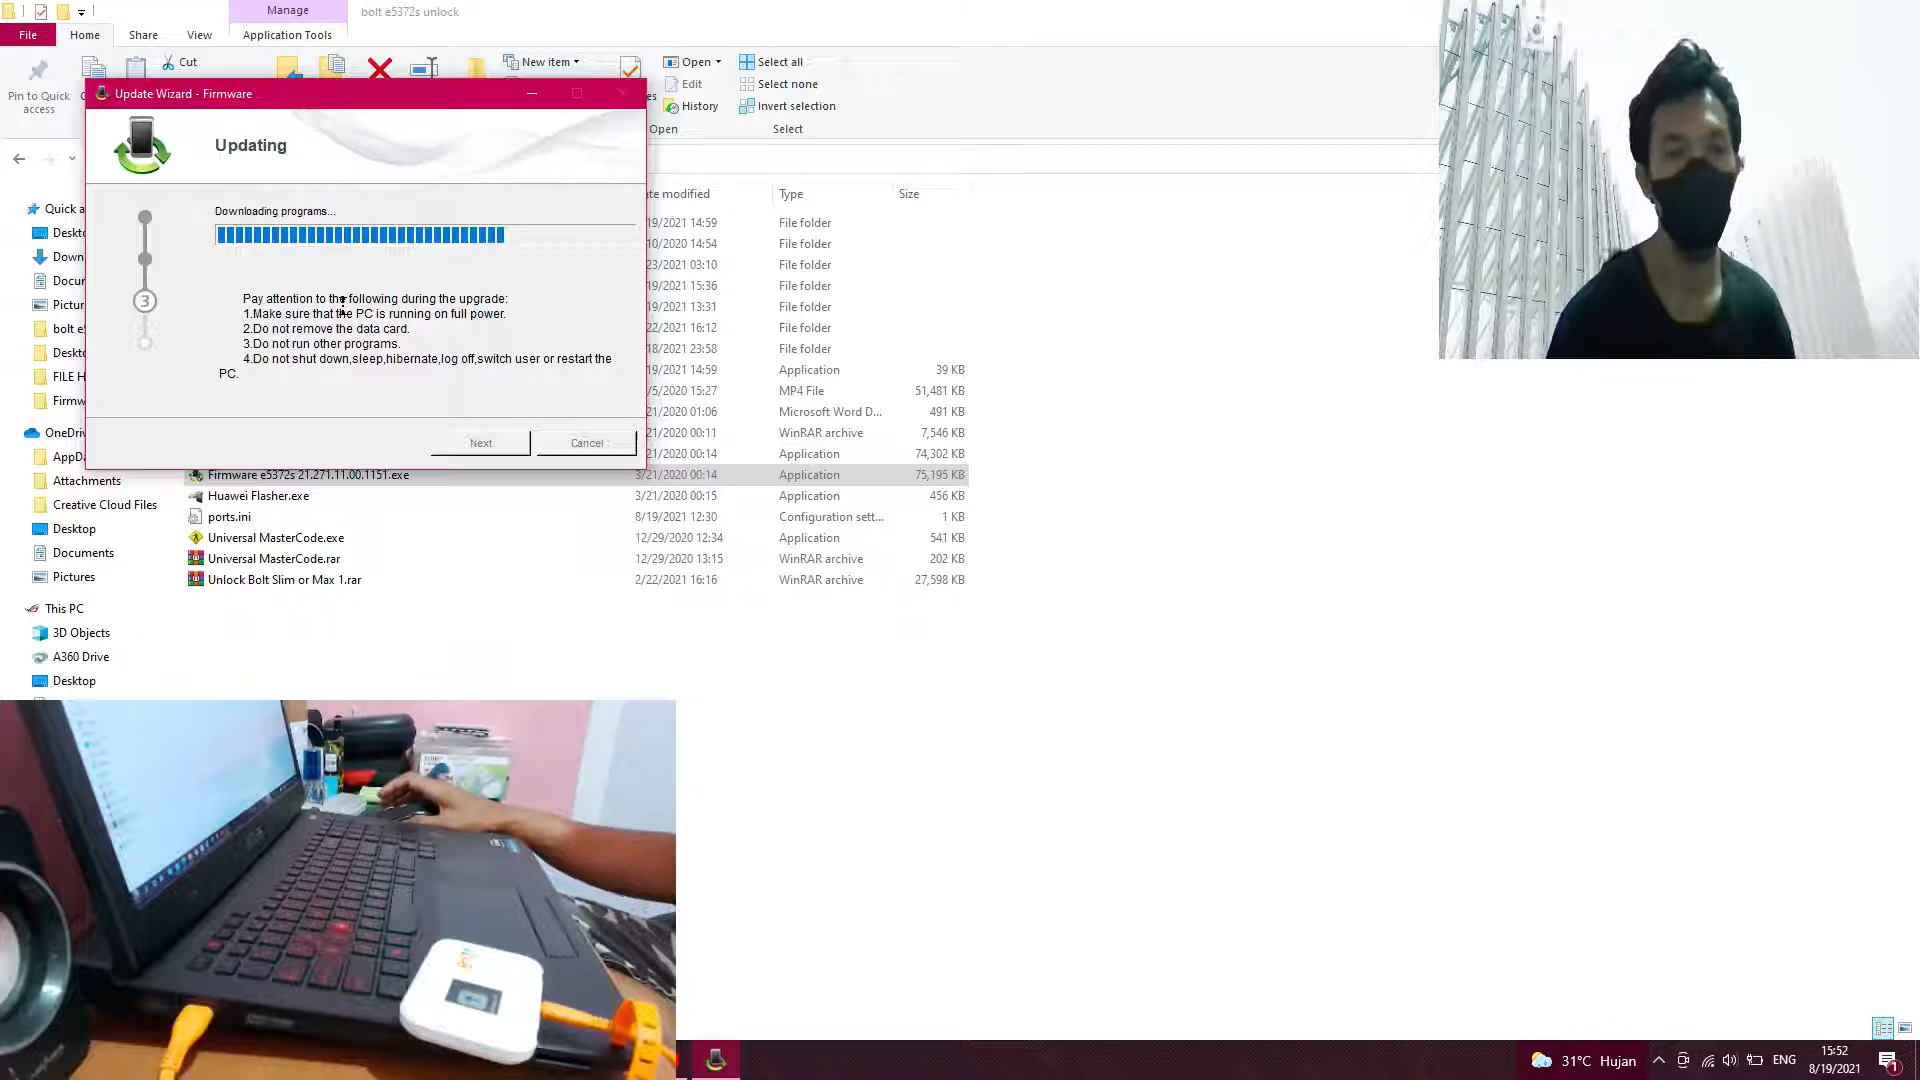 Manage
bolt e5372s unlock
File
Home
Share
View
Application Tools
Pin to Quick
access
Cut
New item
Open
Edit
History
Select all
Select none
Invert selection
Open
Select
Update Wizard - Firmware
Updating
Downloading programs...
3
Pay attention to the following during the upgrade:
1.Make sure that the PC is running on full power.
2.Do not remove the data card.
3.Do not run other programs.
4.Do not shut down,sleep,hibernate,log off,switch user or restart the
PC.
Next
Cancel
Type
Size
File folder
File folder
File folder
File folder
File folder
File folder
File folder
Application 39 KB
MP4 File 51,481 KB
Microsoft Word D... 491 KB
WinRAR archive 7,546 KB
Application 74,302 KB
Firmware e5372s 21.271.11.00.1151.exe 3/21/2020 00:14 Application 75,195 KB
Huawei Flasher.exe 3/21/2020 00:15 Application 456 KB
ports.ini 8/19/2021 12:30 Configuration sett... 1 KB
Universal MasterCode.exe 12/29/2020 12:34 Application 541 KB
Universal MasterCode.rar 12/29/2020 13:15 WinRAR archive 202 KB
Unlock Bolt Slim or Max 1.rar 2/22/2021 16:16 WinRAR archive 27,598 KB
Attachments
Creative Cloud Files
Desktop
Documents
Pictures
This PC
3D Objects
A360 Drive
Desktop
31°C Hujan
ENG
15:52
8/19/2021
1